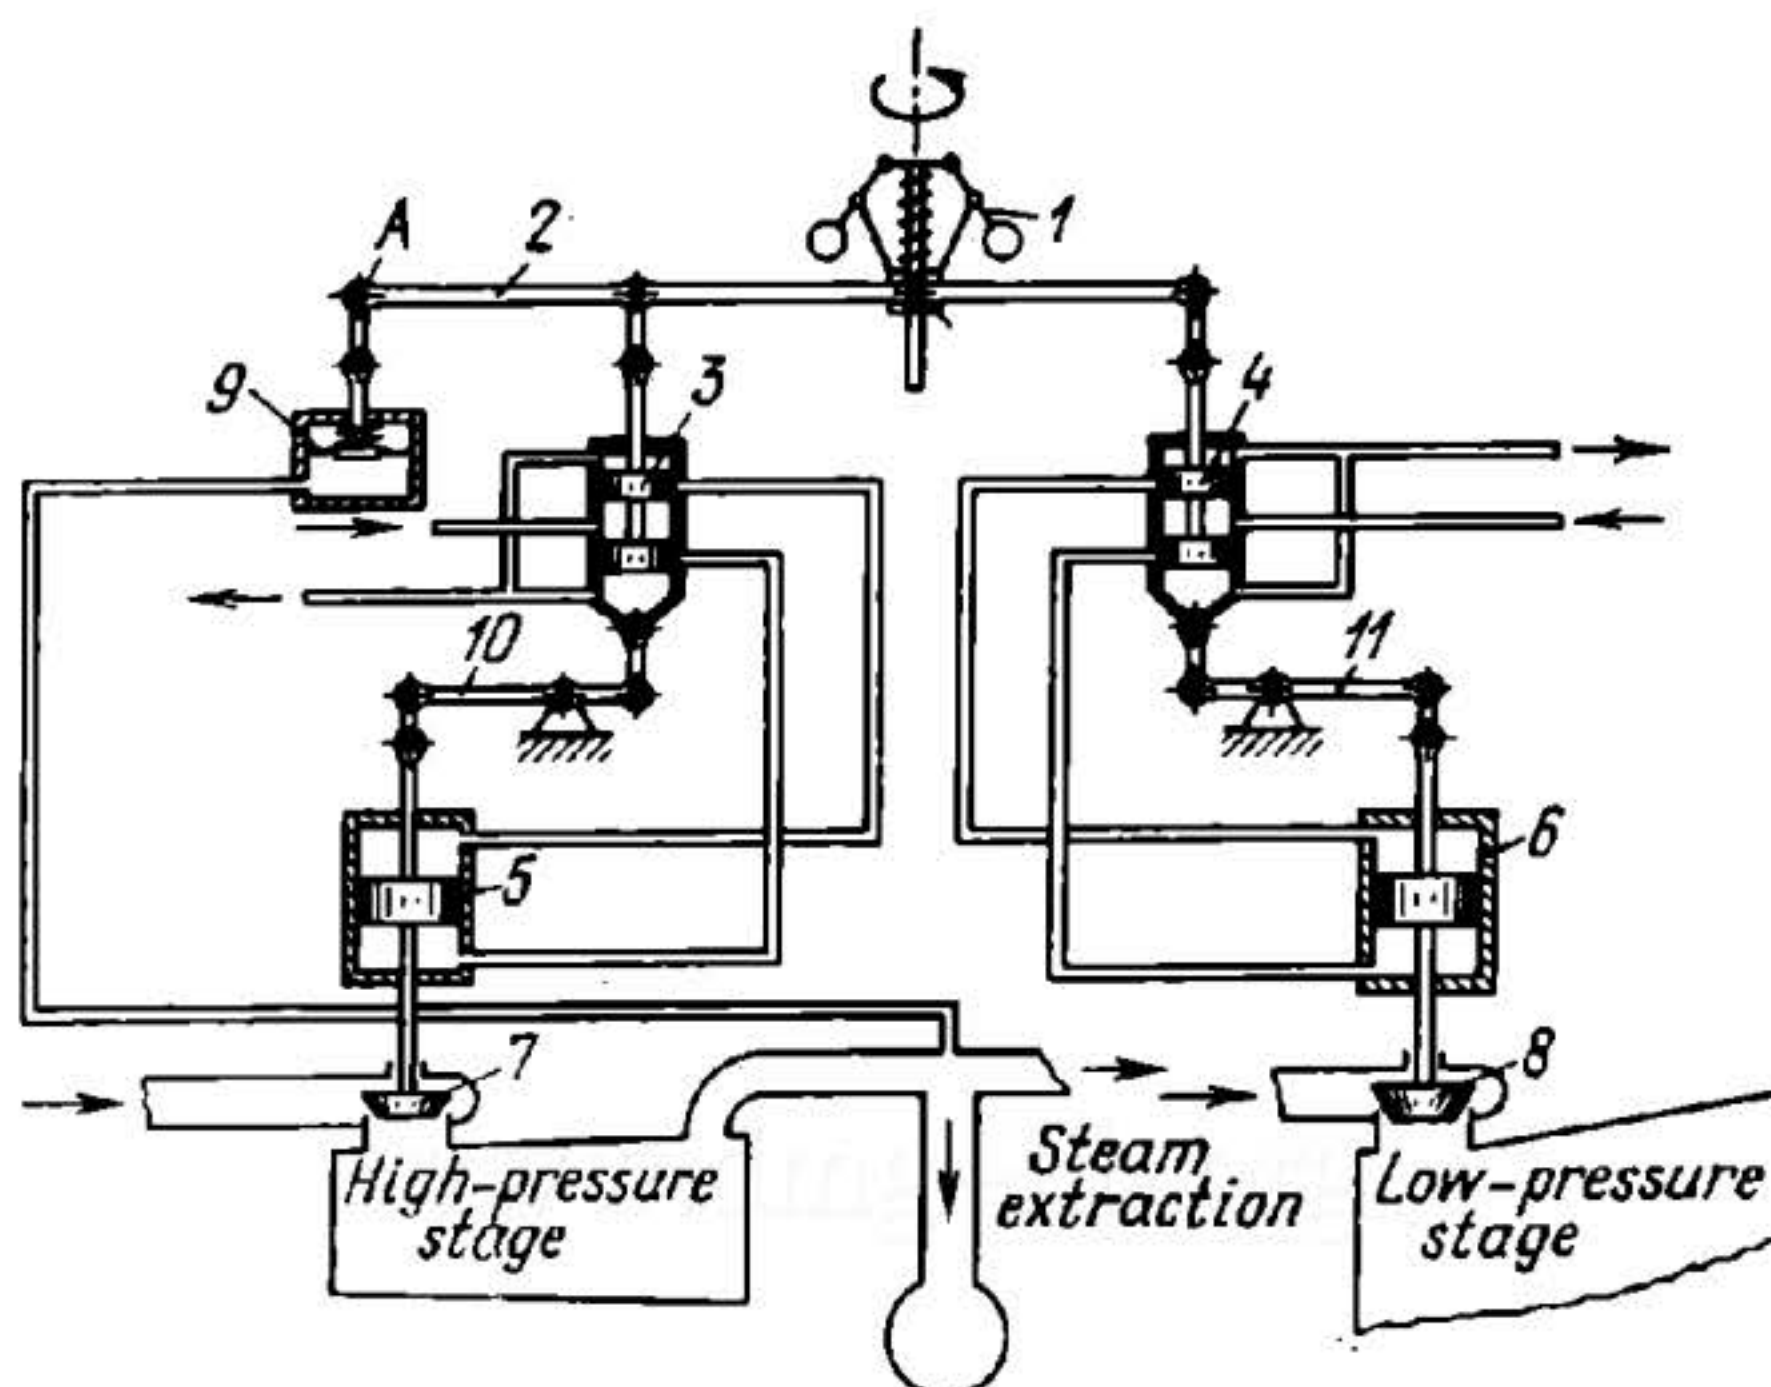 1
A 2
9 3 4
10 11
5 6
7 8
High-pressure
stage
Steam
extraction
Low-pressure
stage